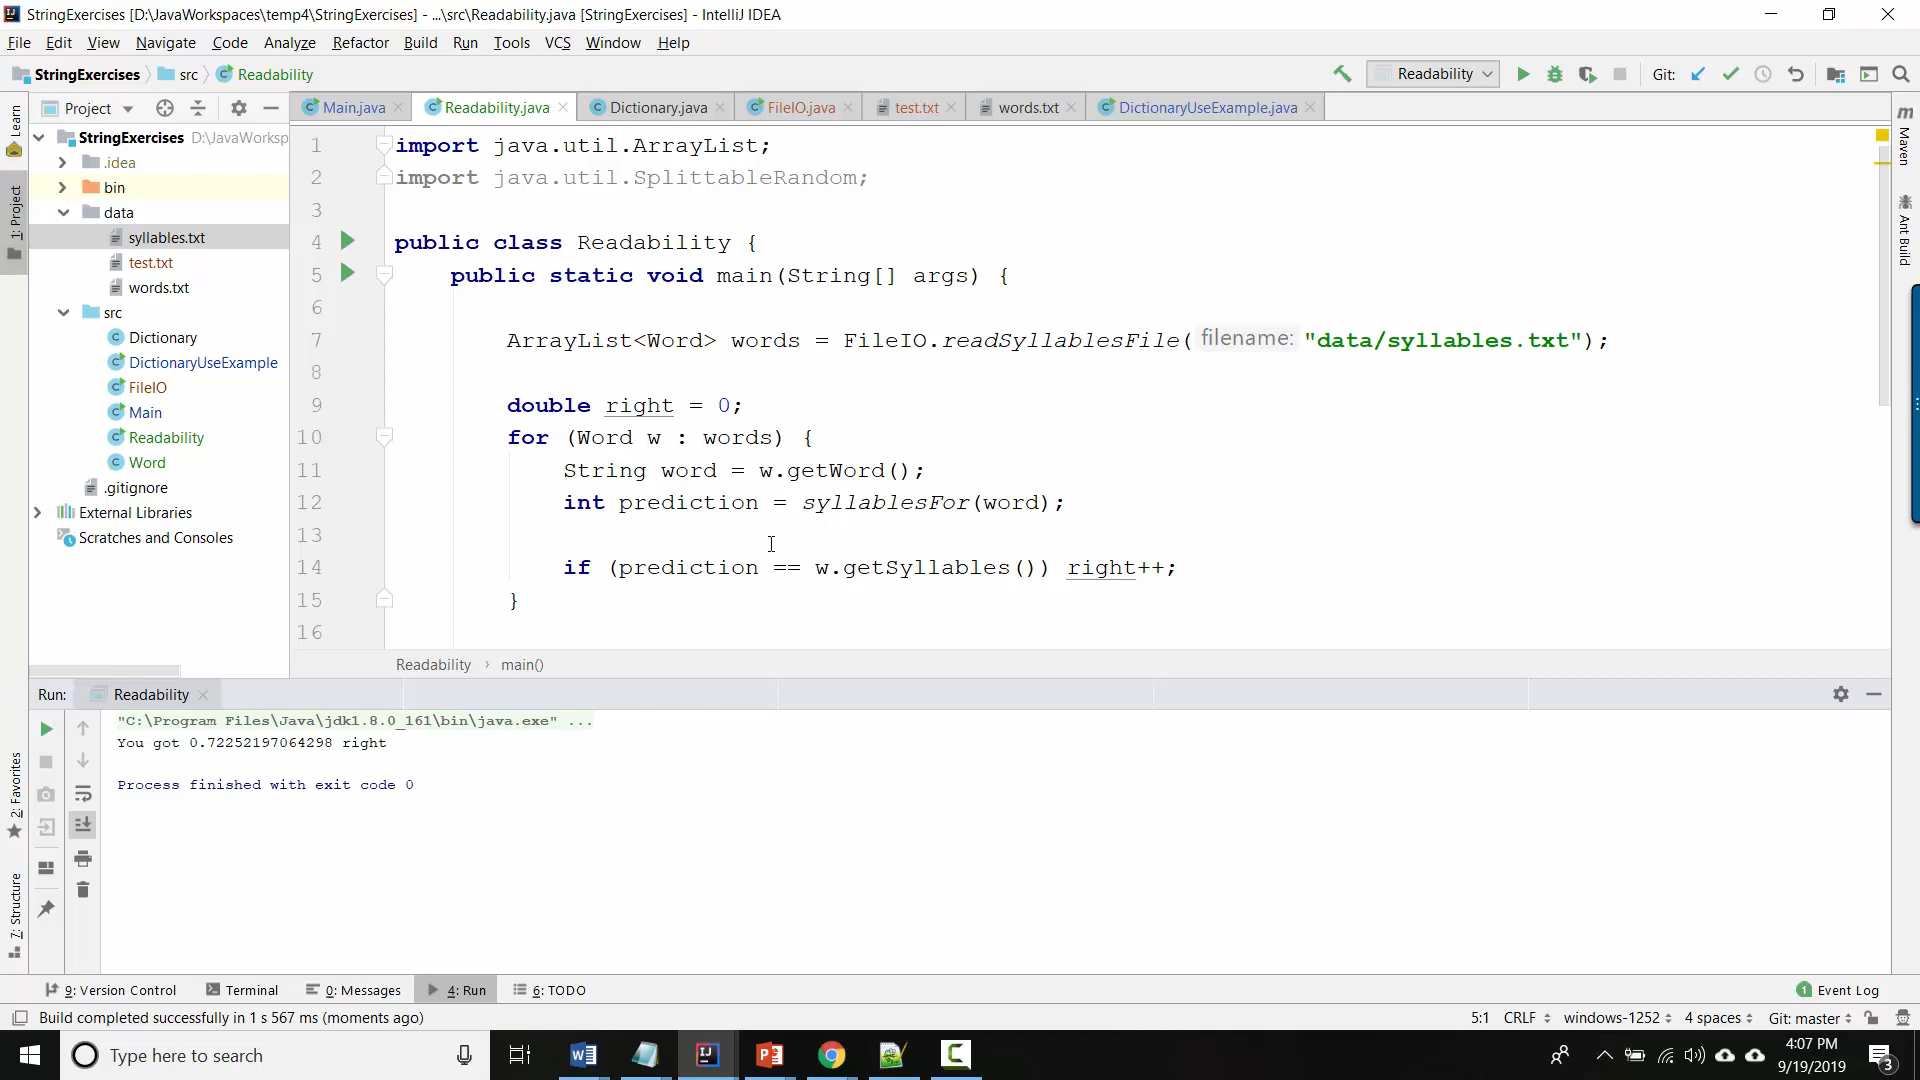 StringExercises [D:\JavaWorkspaces\temp4\StringExercises] - ...\src\Readability.java [StringExercises] - IntelliJ IDEA
File Edit View Navigate Code Analyze Refactor Build Run Tools VCS Window Help
StringExercises src Readability Readability Git:
Learn
1: Project
2: Favorites
7: Structure
Project
StringExercises D:\JavaWorksp
.idea
bin
data
syllables.txt
test.txt
words.txt
src
Dictionary
DictionaryUseExample
FileIO
Main
Readability
Word
.gitignore
External Libraries
Scratches and Consoles
Main.java Readability.java Dictionary.java FileIO.java test.txt words.txt DictionaryUseExample.java
1 import java.util.ArrayList;
2 import java.util.SplittableRandom;
3
4 public class Readability {
5 public static void main(String[] args) {
6
7 ArrayList<Word> words = FileIO.readSyllablesFile( filename: "data/syllables.txt");
8
9 double right = 0;
10 for (Word w : words) {
11 String word = w.getWord();
12 int prediction = syllablesFor(word);
13
14 if (prediction == w.getSyllables()) right++;
15 }
16
Readability › main()
Maven
Ant Build
Run: Readability
"C:\Program Files\Java\jdk1.8.0_161\bin\java.exe" ...
You got 0.72252197064298 right
Process finished with exit code 0
9: Version Control Terminal 0: Messages 4: Run 6: TODO 1 Event Log
Build completed successfully in 1 s 567 ms (moments ago) 5:1 CRLF windows-1252 4 spaces Git: master
Type here to search
4:07 PM
9/19/2019
3